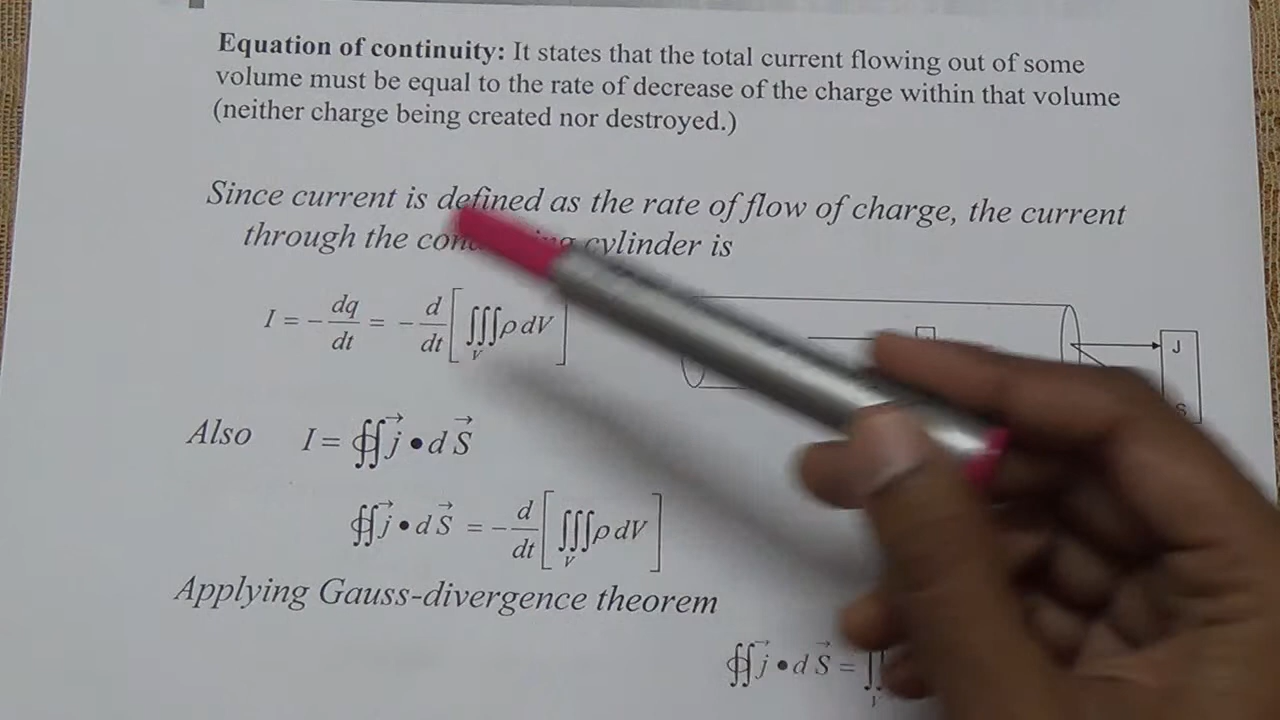 Equation of continuity: It states that the total current flowing out of some
volume must be equal to the rate of decrease of the charge within that volume
(neither charge being created nor destroyed.)
Since current is defined as the rate of flow of charge, the current
through the cylinder is
I = - dq/dt = - d/dt [ ∭_V ρ dV ]
J
S
Also I = ∯ j⃗ • d S⃗
∯ j⃗ • d S⃗ = - d/dt [ ∭_V ρ dV ]
Applying Gauss-divergence theorem
∯ j⃗ • d S⃗ =